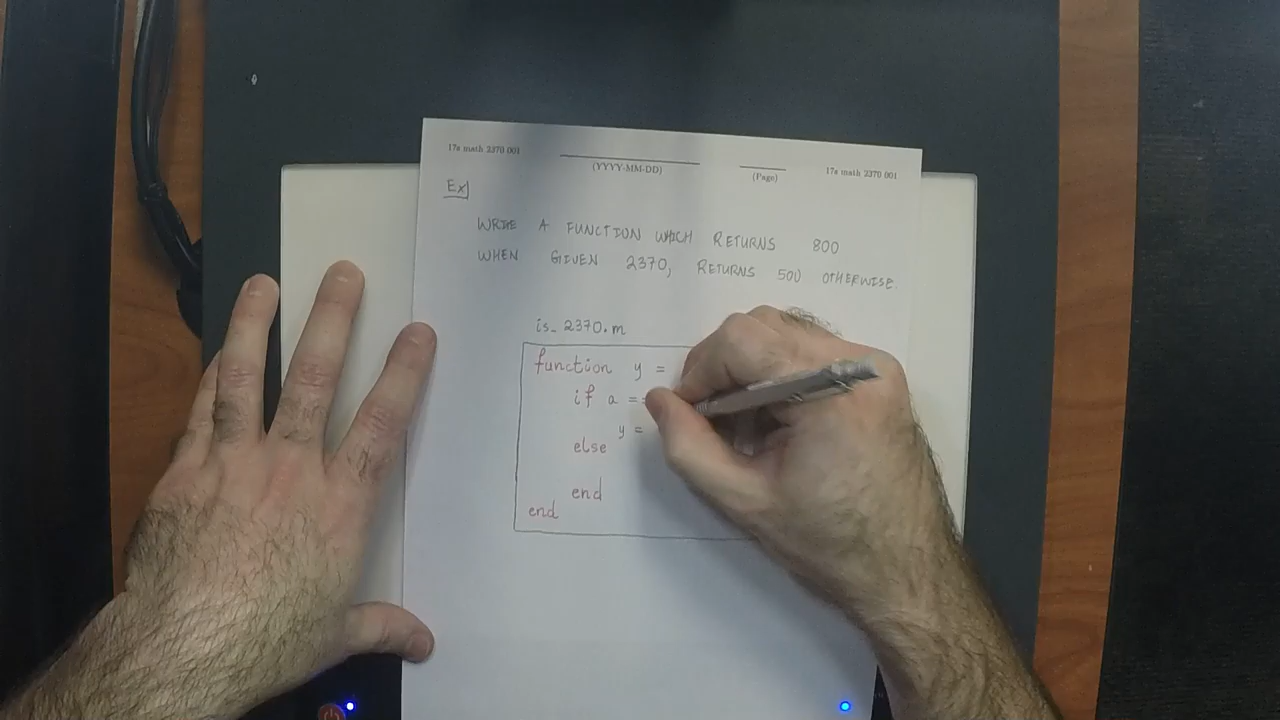 17s math 2370 001
(YYYY-MM-DD)
(Page)
17s math 2370 001
Ex
WRITE A FUNCTION WHICH RETURNS 800
WHEN GIVEN 2370, RETURNS 500 OTHERWISE.
is_2370.m
function y =
if a ==
y =
else
end
end